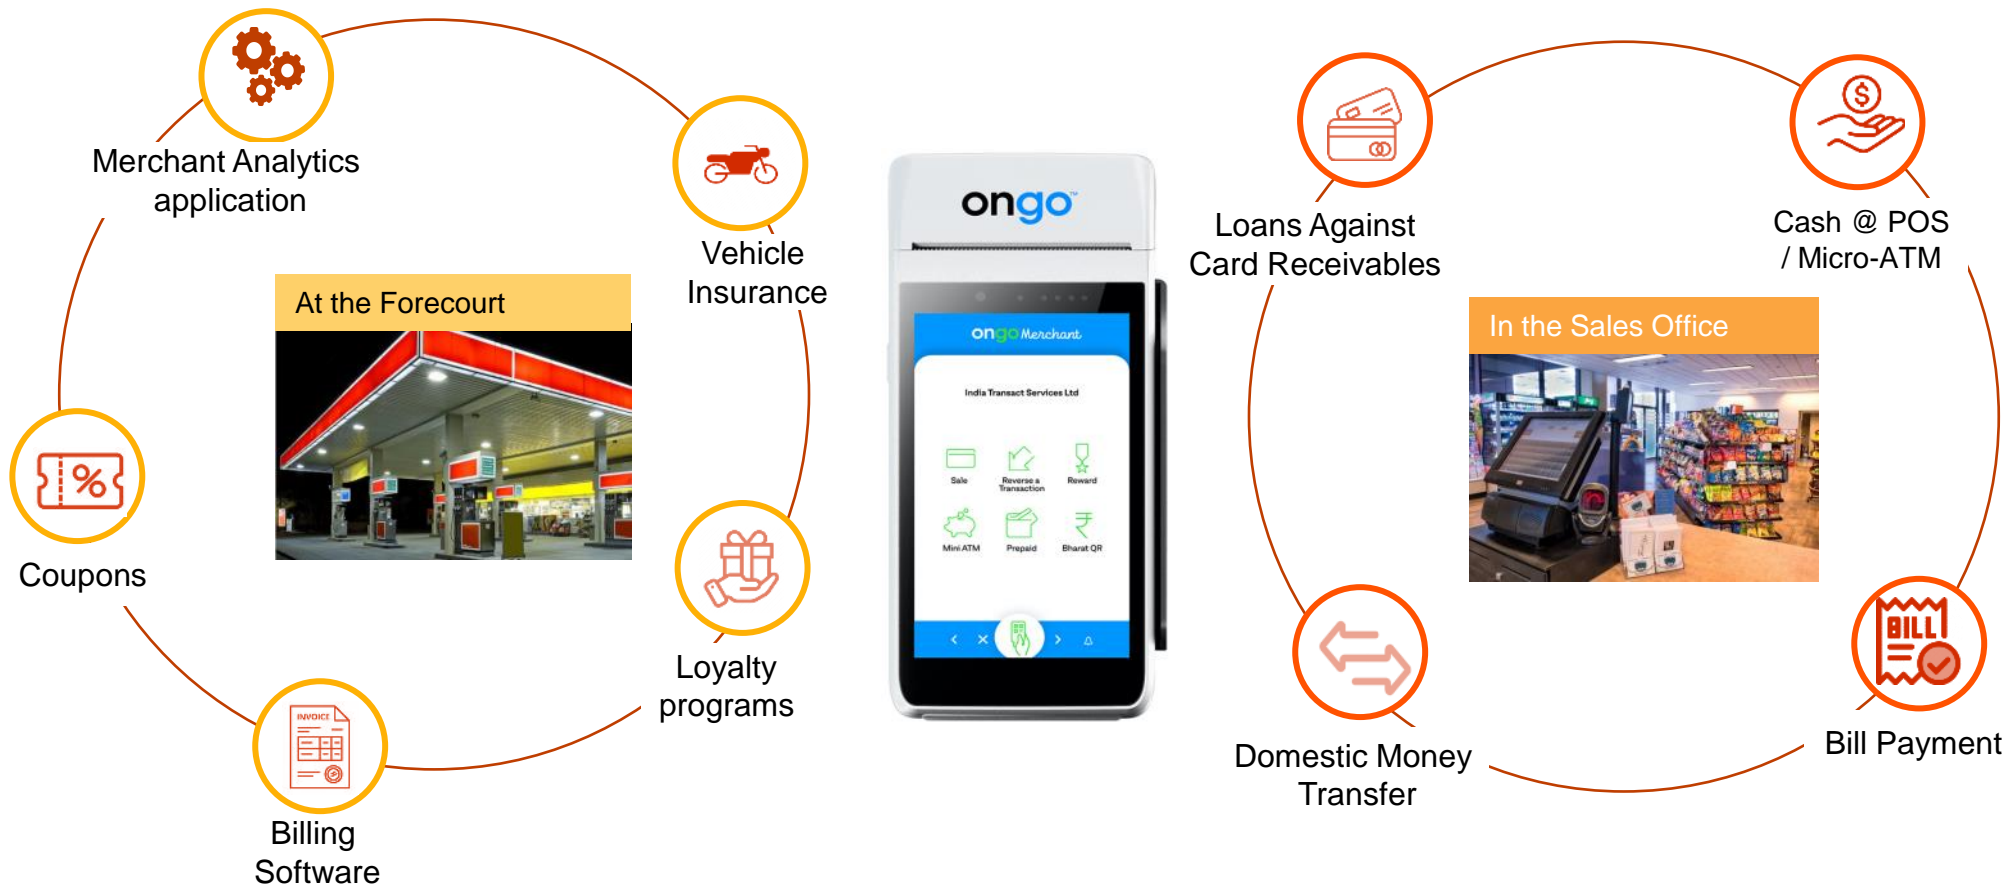 Merchant Analytics
application
Vehicle
Insurance
At the Forecourt
%
Coupons
Loyalty
programs
INVOICE
Billing
Software
ongo™
ongo Merchant
India Transact Services Ltd
Sale
Reverse a
Transaction
Reward
Mini ATM
Prepaid
Bharat QR
Loans Against
Card Receivables
$
Cash @ POS
/ Micro-ATM
In the Sales Office
Domestic Money
Transfer
BILL
Bill Payment